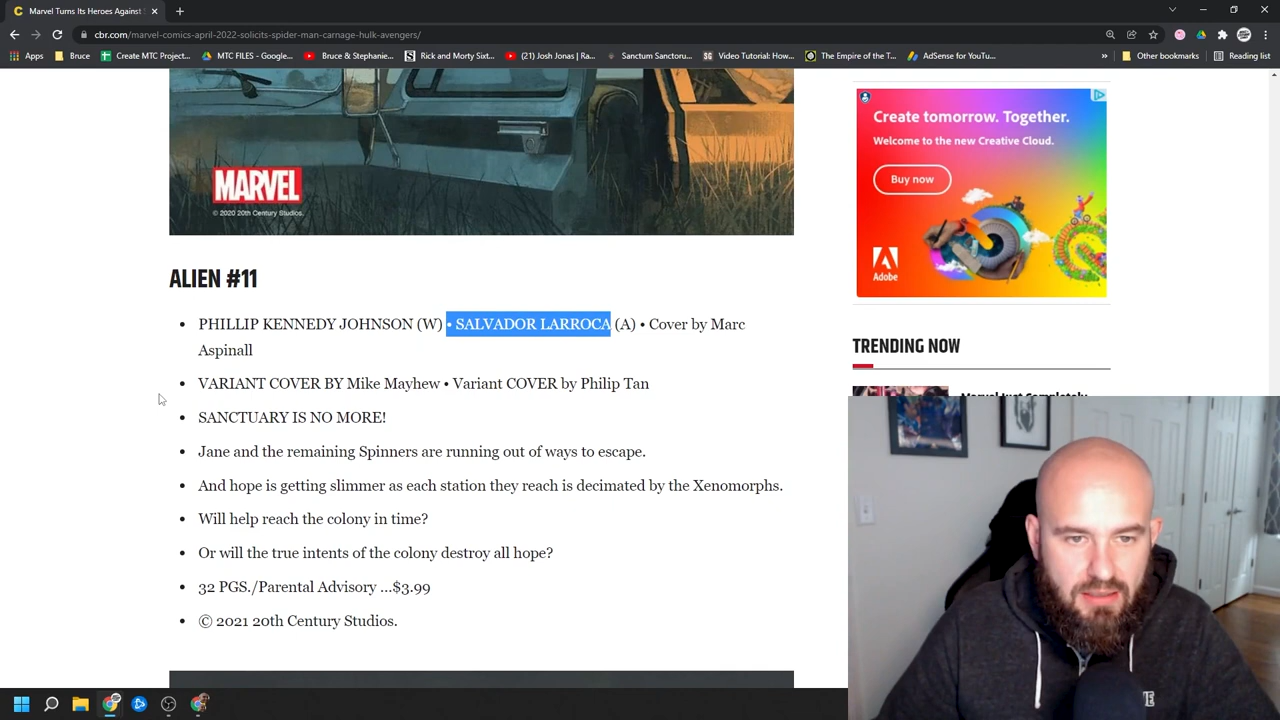 Marvel Turns Its Heroes Against
cbr.com/marvel-comics-april-2022-solicits-spider-man-carnage-hulk-avengers/
Apps
Bruce
Create MTC Project...
MTC FILES - Google...
Bruce & Stephanie...
Rick and Morty Sixt...
(21) Josh Jonas | Ra...
Sanctum Sanctoru...
Video Tutorial: How...
The Empire of the T...
AdSense for YouTu...
Other bookmarks
Reading list
MARVEL
© 2020 20th Century Studios.
ALIEN #11
• PHILLIP KENNEDY JOHNSON (W) • SALVADOR LARROCA (A) • Cover by Marc
Aspinall
• VARIANT COVER BY Mike Mayhew • Variant COVER by Philip Tan
• SANCTUARY IS NO MORE!
• Jane and the remaining Spinners are running out of ways to escape.
• And hope is getting slimmer as each station they reach is decimated by the Xenomorphs.
• Will help reach the colony in time?
• Or will the true intents of the colony destroy all hope?
• 32 PGS./Parental Advisory ...$3.99
• © 2021 20th Century Studios.
Create tomorrow. Together.
Welcome to the new Creative Cloud.
Buy now
Adobe
TRENDING NOW
Marvel Just Completely